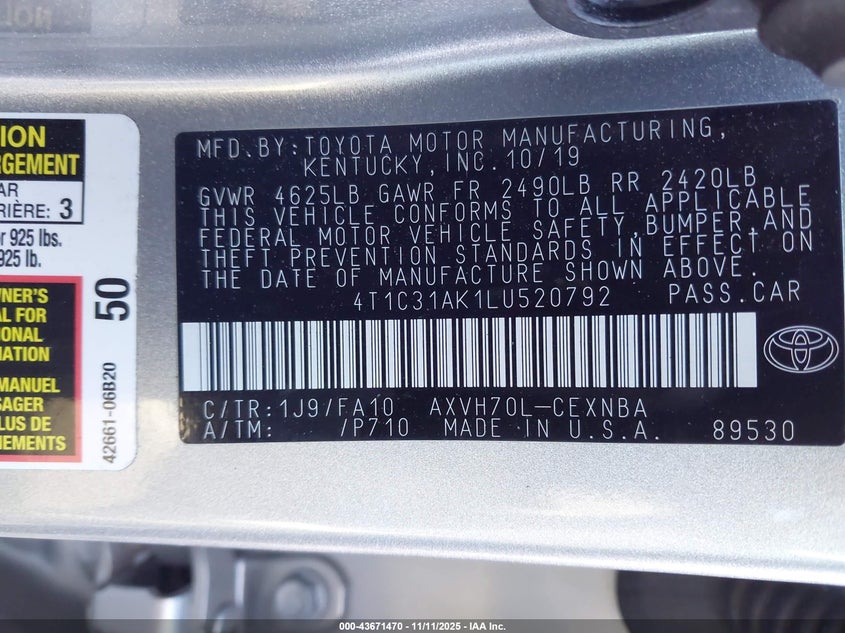 ION
RGEMENT
AR
RIÈRE: 3
r 925 lbs.
925 lb.
WNER'S
AL FOR
IONAL
MATION
MANUEL
SAGER
PLUS DE
NEMENTS
50
42661-06B20
MFD.BY:TOYOTA MOTOR MANUFACTURING,
KENTUCKY,INC.10/19
GVWR 4625LB GAWR FR 2490LB RR 2420LB
THIS VEHICLE CONFORMS TO ALL APPLICABLE
FEDERAL MOTOR VEHICLE SAFETY,BUMPER,AND
THEFT PREVENTION STANDARDS IN EFFECT ON
THE DATE OF MANUFACTURE SHOWN ABOVE.
4T1C31AK1LU520792 PASS.CAR
C/TR:1J9/FA10 AXVH70L-CEXNBA
A/TM: /P710 MADE IN U.S.A. 89530
000-43671470 - 11/11/2025 - IAA Inc.